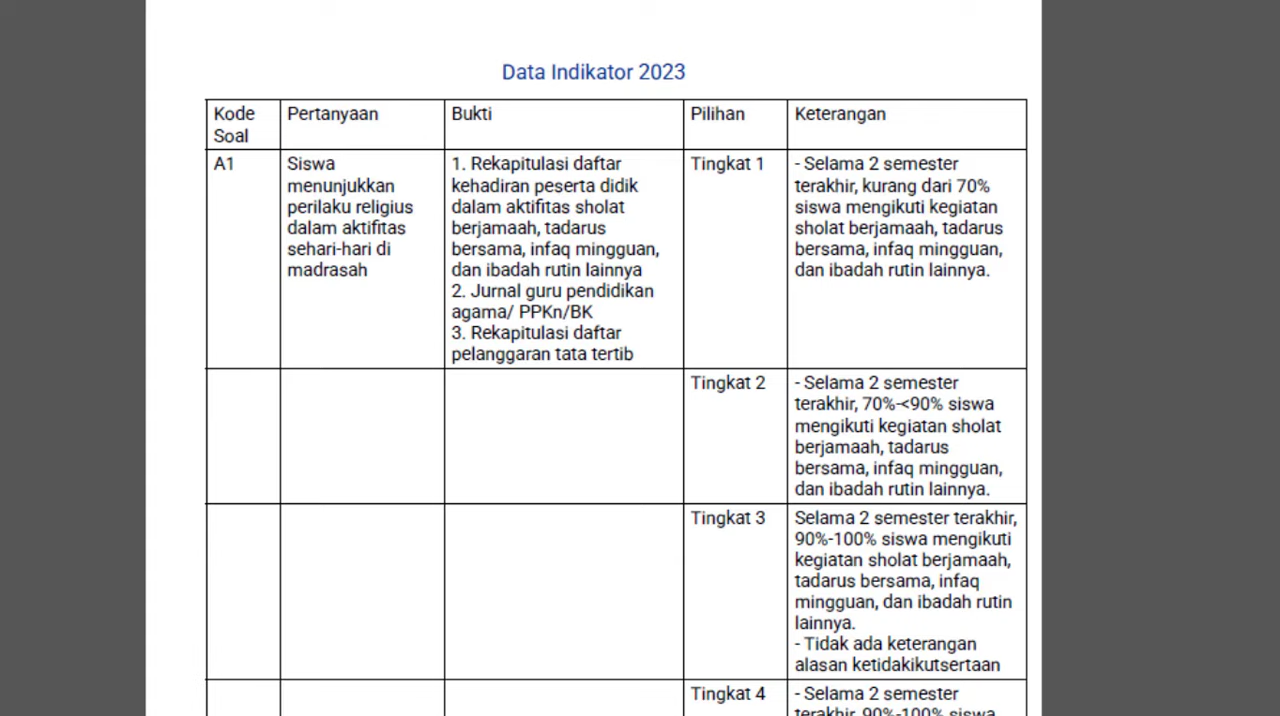 Data Indikator 2023
Kode
Soal
Pertanyaan
Bukti
Pilihan
Keterangan
A1
Siswa
menunjukkan
perilaku religius
dalam aktifitas
sehari-hari di
madrasah
1. Rekapitulasi daftar
kehadiran peserta didik
dalam aktifitas sholat
berjamaah, tadarus
bersama, infaq mingguan,
dan ibadah rutin lainnya
2. Jurnal guru pendidikan
agama/ PPKn/BK
3. Rekapitulasi daftar
pelanggaran tata tertib
Tingkat 1
- Selama 2 semester
terakhir, kurang dari 70%
siswa mengikuti kegiatan
sholat berjamaah, tadarus
bersama, infaq mingguan,
dan ibadah rutin lainnya.
Tingkat 2
- Selama 2 semester
terakhir, 70%-<90% siswa
mengikuti kegiatan sholat
berjamaah, tadarus
bersama, infaq mingguan,
dan ibadah rutin lainnya.
Tingkat 3
Selama 2 semester terakhir,
90%-100% siswa mengikuti
kegiatan sholat berjamaah,
tadarus bersama, infaq
mingguan, dan ibadah rutin
lainnya.
- Tidak ada keterangan
alasan ketidakikutsertaan
Tingkat 4
- Selama 2 semester
terakhir, 90%-100% siswa